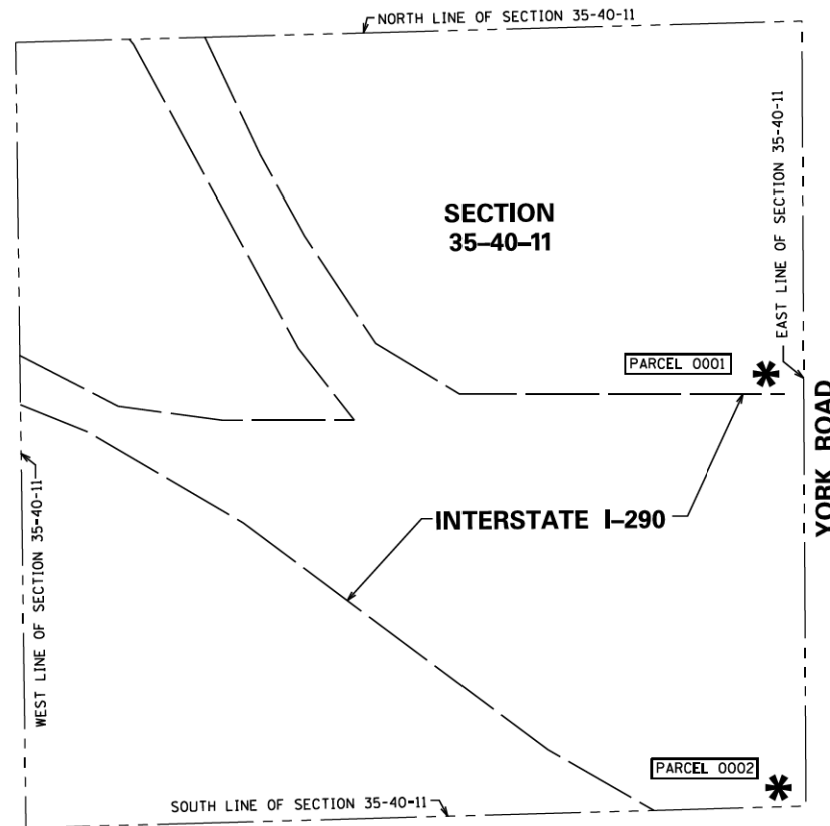 NORTH LINE OF SECTION 35-40-11
EAST LINE OF SECTION 35-40-11
SECTION
35–40–11
PARCEL 0001
*
YORK ROAD
WEST LINE OF SECTION 35-40-11
INTERSTATE I–290
PARCEL 0002
*
SOUTH LINE OF SECTION 35-40-11